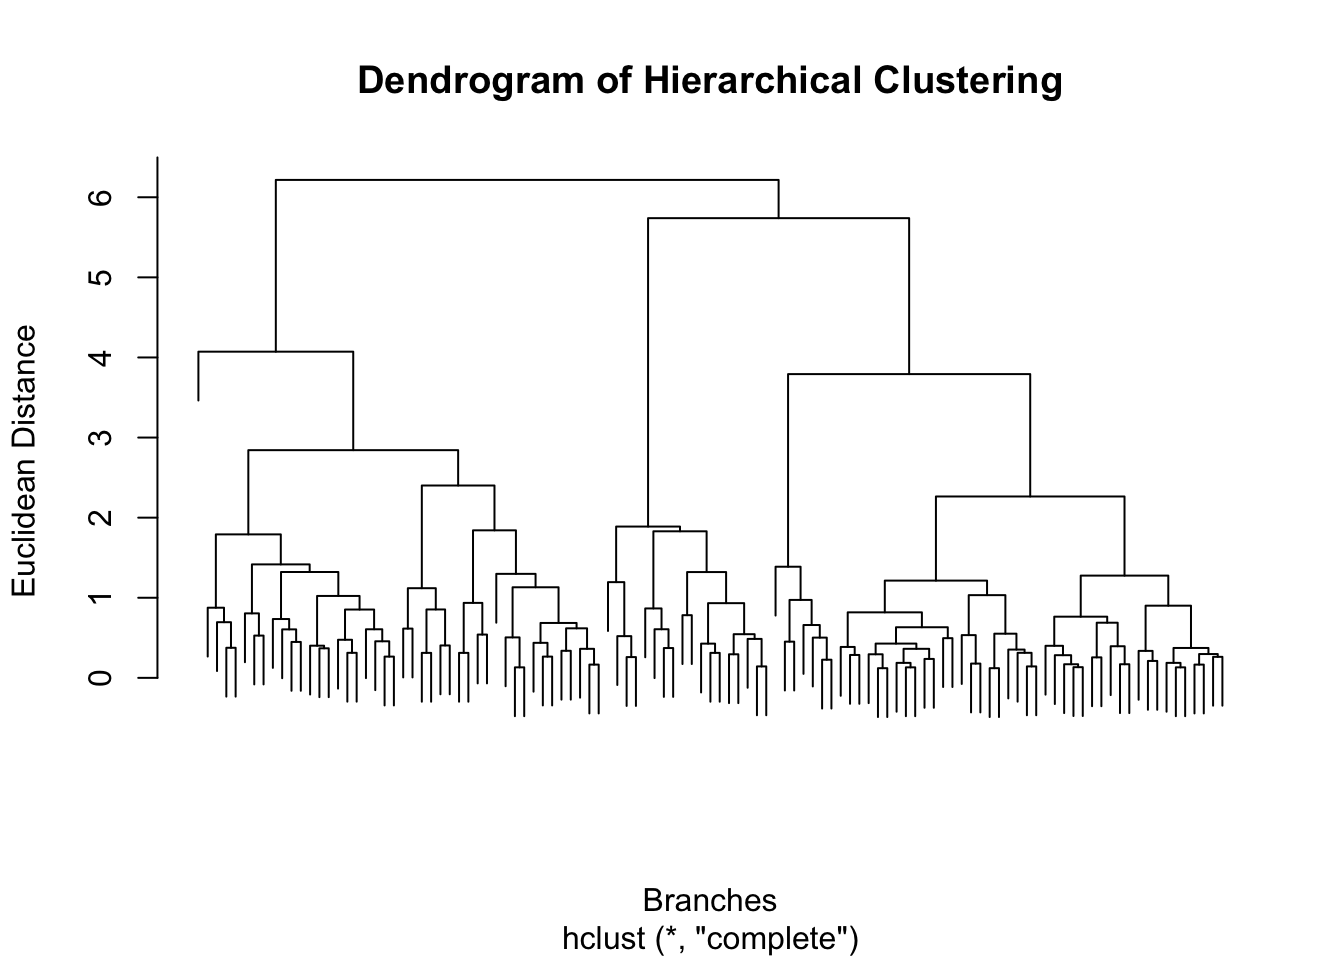 Dendrogram of Hierarchical Clustering
Euclidean Distance
6
5
4
3
2
1
0
Branches
hclust (*, "complete")